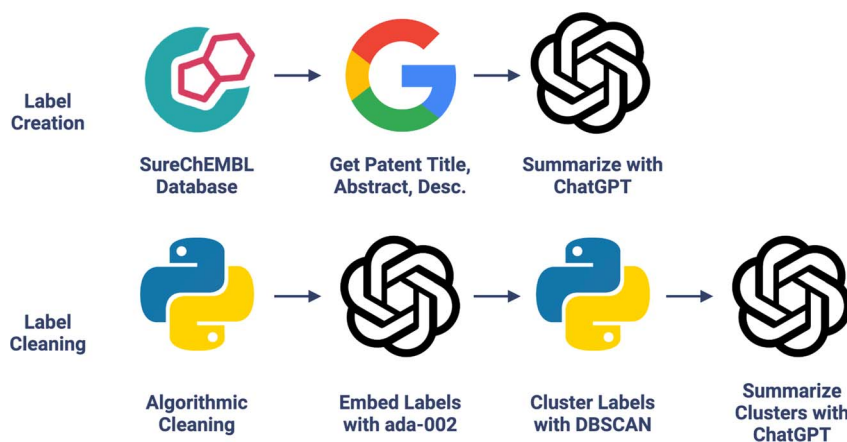 Label
Creation
SureChEMBL
Database
Get Patent Title,
Abstract, Desc.
Summarize with
ChatGPT
Label
Cleaning
Algorithmic
Cleaning
Embed Labels
with ada-002
Cluster Labels
with DBSCAN
Summarize
Clusters with
ChatGPT